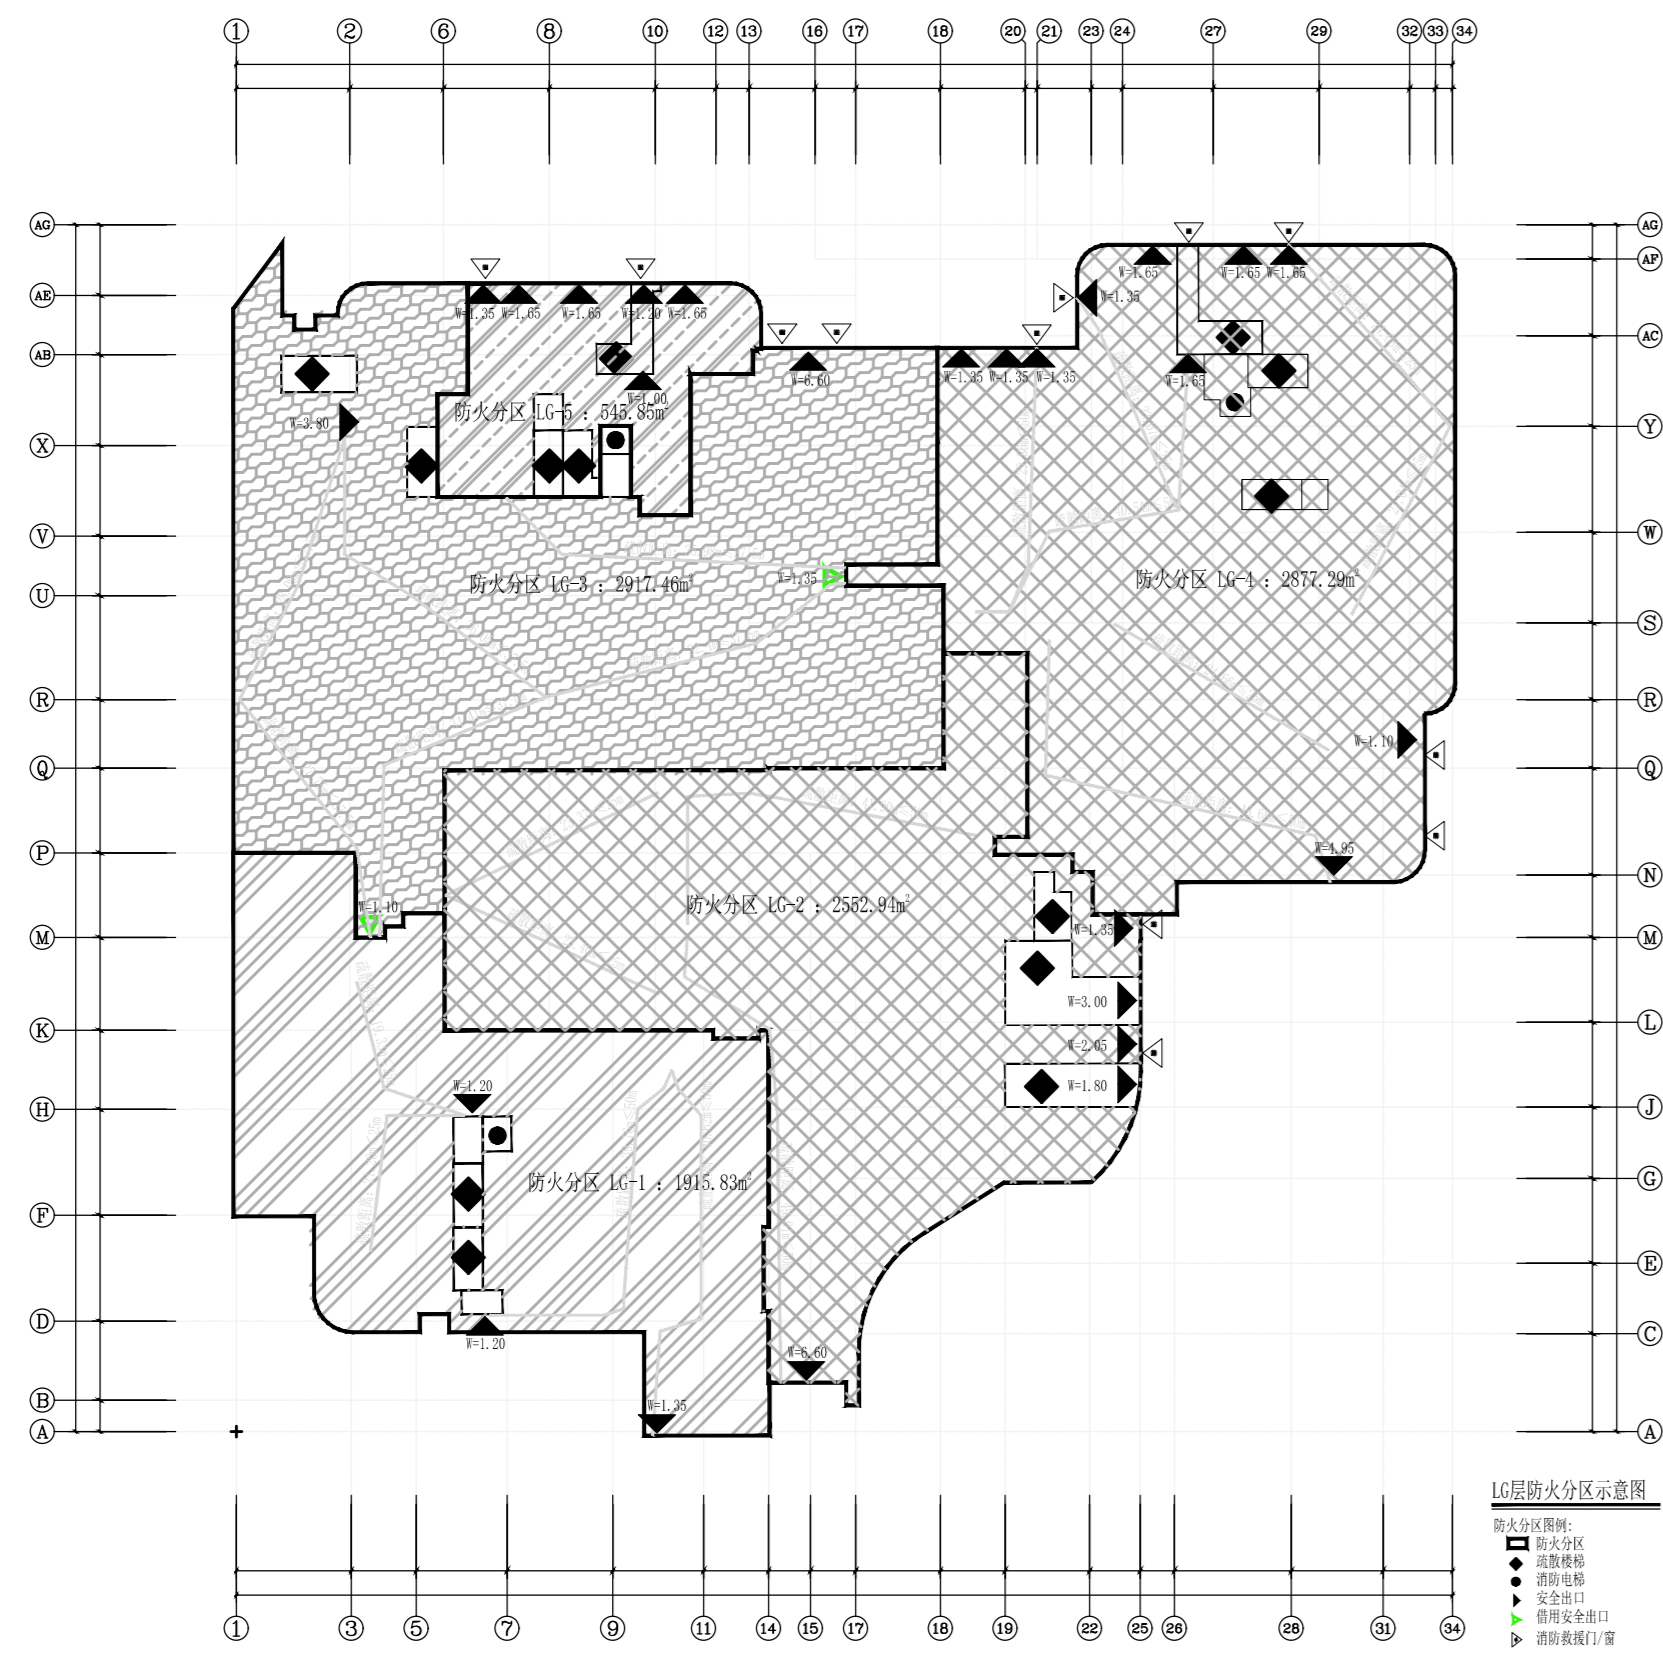 1 2 6 8 10 12 13 16 17 18 20 21 23 24 27 29 32 33 34
AG AG
AF
AE
AC
AB
W=1.65 W=1.65 W=1.65
W=1.35
W=1.35 W=1.65 W=1.65 W=1.20 W=1.65
W=6.60 W=1.35 W=1.35 W=1.35 W=1.65
W=1.00
防火分区 LG-5 : 545.85㎡
W=3.80
Y
X
W
V
W=1.35
防火分区 LG-3 : 2917.46㎡
防火分区 LG-4 : 2877.29㎡
U
S
R R
W=1.10
Q Q
W=4.95
P
N
W=1.10
防火分区 LG-2 : 2552.94㎡
W=1.35
M M
W=3.00
L
K
W=2.05
W=1.20
W=1.80
H
J
防火分区 LG-1 : 1915.83㎡
G
F
E
D
C
W=1.20
W=6.60
B
W=1.35
A A
LG层防火分区示意图
防火分区图例:
防火分区
疏散楼梯
消防电梯
安全出口
借用安全出口
消防救援门/窗
1 3 5 7 9 11 14 15 17 18 19 22 25 26 28 31 34